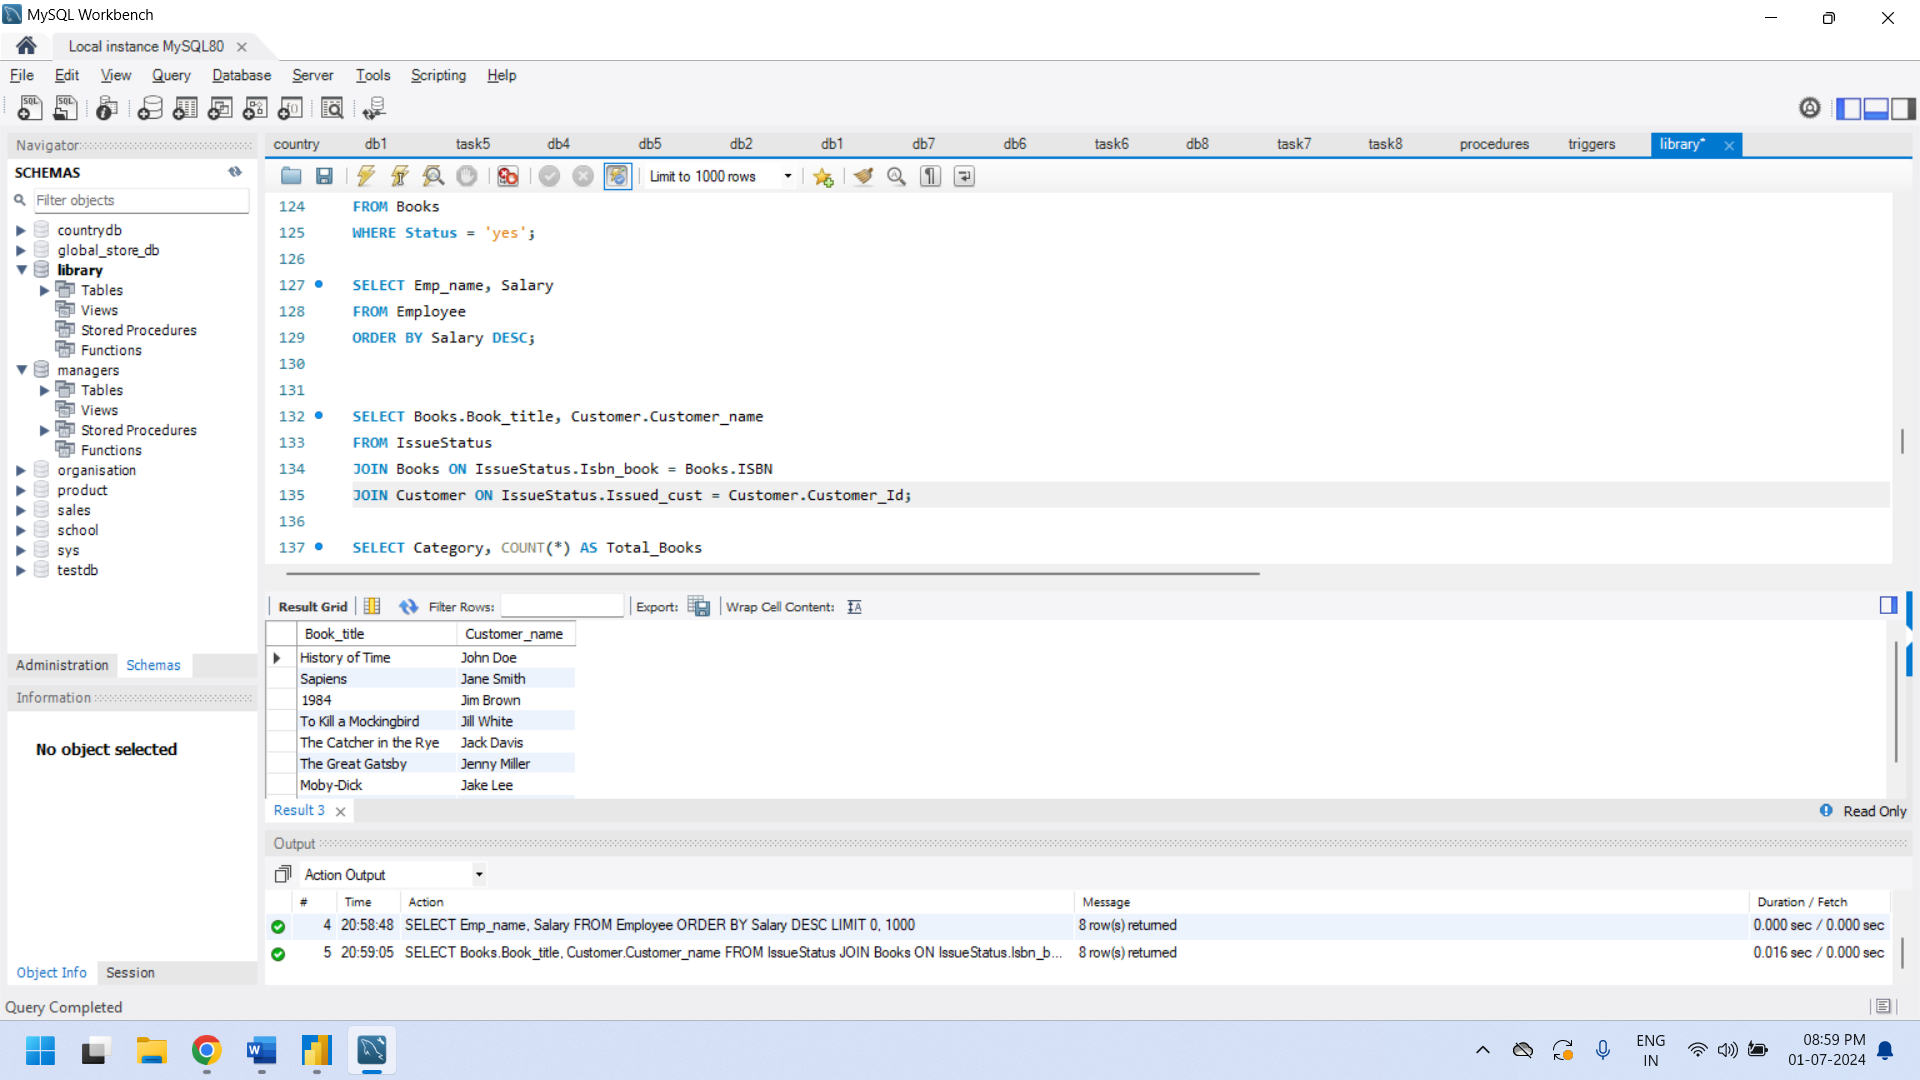 MySQL Workbench
Local instance MySQL80
File Edit View Query Database Server Tools Scripting Help
Navigator
SCHEMAS
Filter objects
countrydb
global_store_db
library
Tables
Views
Stored Procedures
Functions
managers
Tables
Views
Stored Procedures
Functions
organisation
product
sales
school
sys
testdb
Administration Schemas
Information
No object selected
Object Info Session
country db1 task5 db4 db5 db2 db1 db7 db6 task6 db8 task7 task8 procedures triggers library*
Limit to 1000 rows
124 FROM Books
125 WHERE Status = 'yes';
126
127 SELECT Emp_name, Salary
128 FROM Employee
129 ORDER BY Salary DESC;
130
131
132 SELECT Books.Book_title, Customer.Customer_name
133 FROM IssueStatus
134 JOIN Books ON IssueStatus.Isbn_book = Books.ISBN
135 JOIN Customer ON IssueStatus.Issued_cust = Customer.Customer_Id;
136
137 SELECT Category, COUNT(*) AS Total_Books
Result Grid Filter Rows: Export: Wrap Cell Content:
Book_title Customer_name
History of Time John Doe
Sapiens Jane Smith
1984 Jim Brown
To Kill a Mockingbird Jill White
The Catcher in the Rye Jack Davis
The Great Gatsby Jenny Miller
Moby-Dick Jake Lee
Result 3 Read Only
Output
Action Output
# Time Action Message Duration / Fetch
4 20:58:48 SELECT Emp_name, Salary FROM Employee ORDER BY Salary DESC LIMIT 0, 1000 8 row(s) returned 0.000 sec / 0.000 sec
5 20:59:05 SELECT Books.Book_title, Customer.Customer_name FROM IssueStatus JOIN Books ON IssueStatus.Isbn_b... 8 row(s) returned 0.016 sec / 0.000 sec
Query Completed
ENG
IN
08:59 PM
01-07-2024